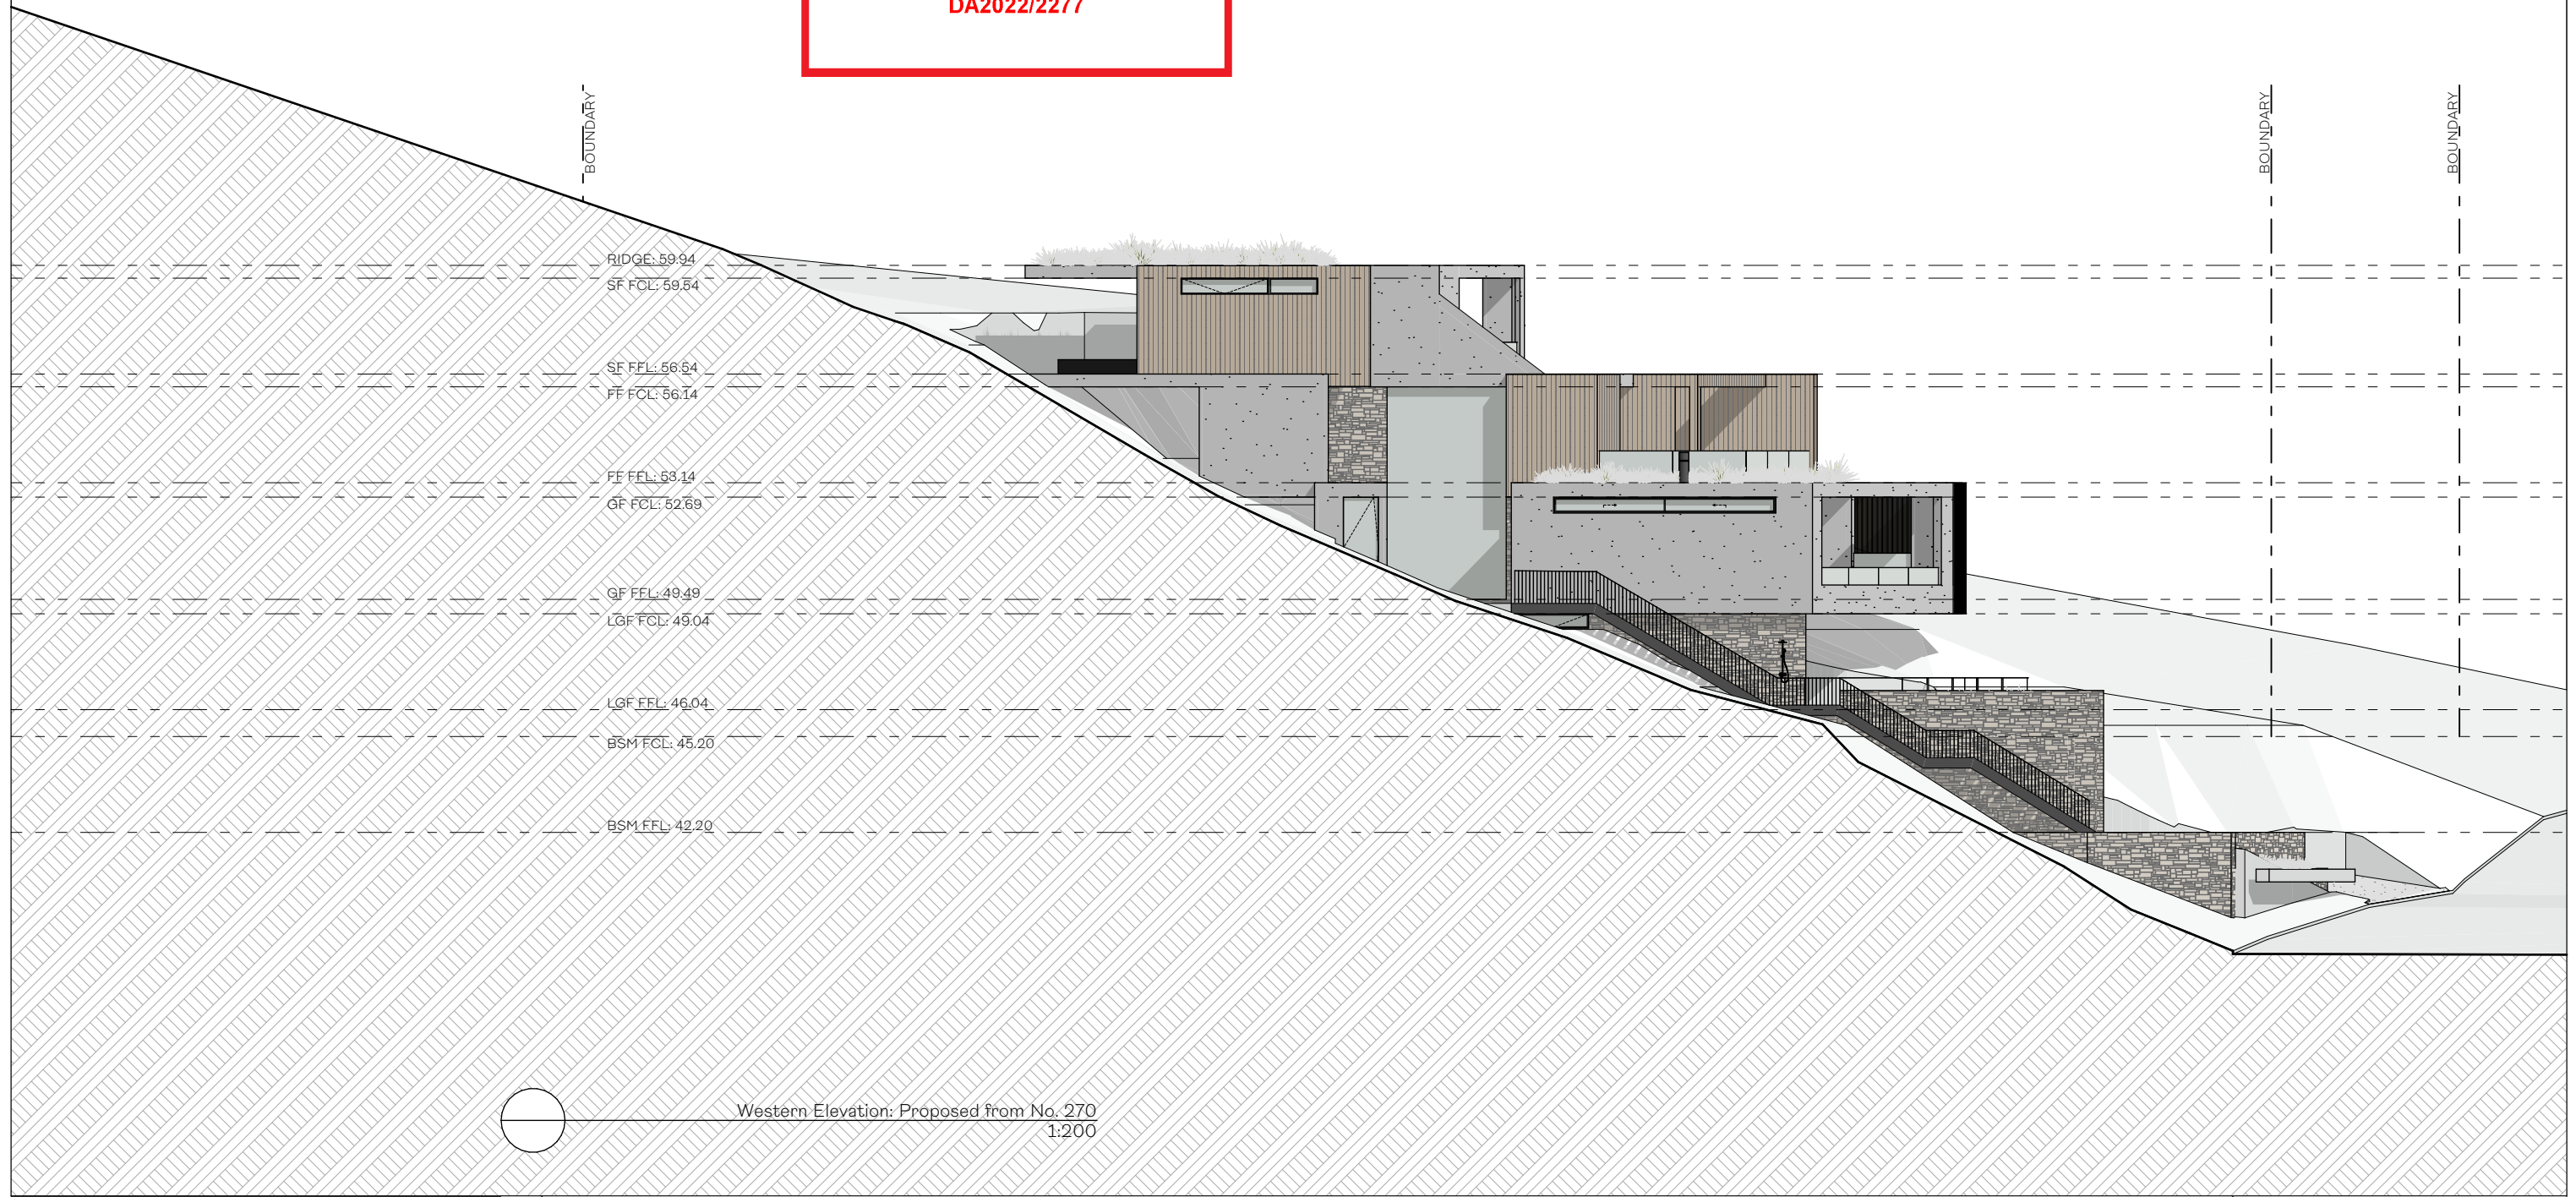 DA2022/2277
BOUNDARY
BOUNDARY
BOUNDARY
RIDGE: 59.94
SF FCL: 59.54
SF FFL: 56.54
FF FCL: 56.14
FF FFL: 53.14
GF FCL: 52.69
GF FFL: 49.49
LGF FCL: 49.04
LGF FFL: 46.04
BSM FCL: 45.20
BSM FFL: 42.20
Western Elevation: Proposed from No. 270
1:200